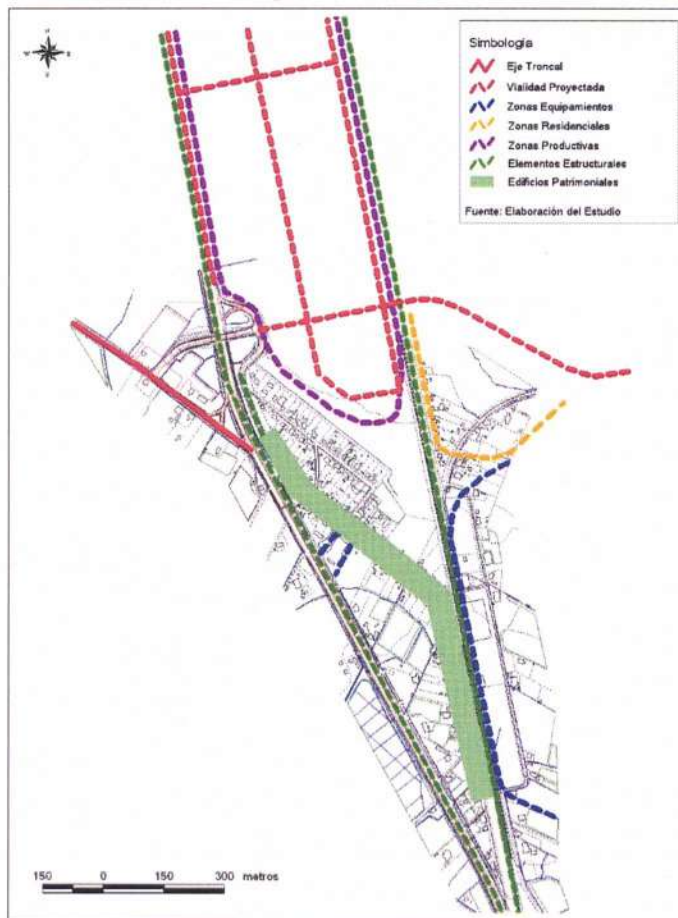 Simbología
Eje Troncal
Vialidad Proyectada
Zonas Equipamientos
Zonas Residenciales
Zonas Productivas
Elementos Estructurales
Edificios Patrimoniales
Fuente: Elaboración del Estudio
150 0 150 300 metros